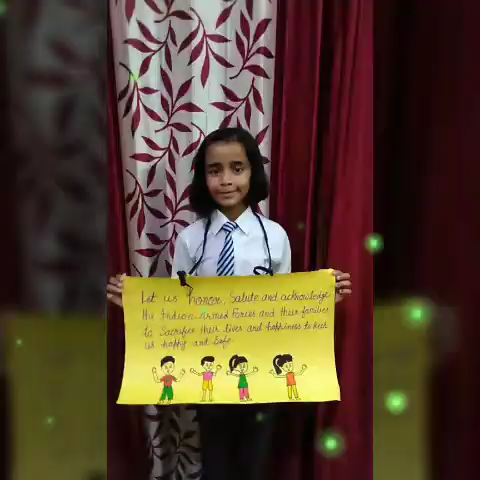 Let us honor, Salute and acknowledge
the Indian Armed Forces and their families
to Sacrifice their lives and happiness to keep
us happy and Safe.